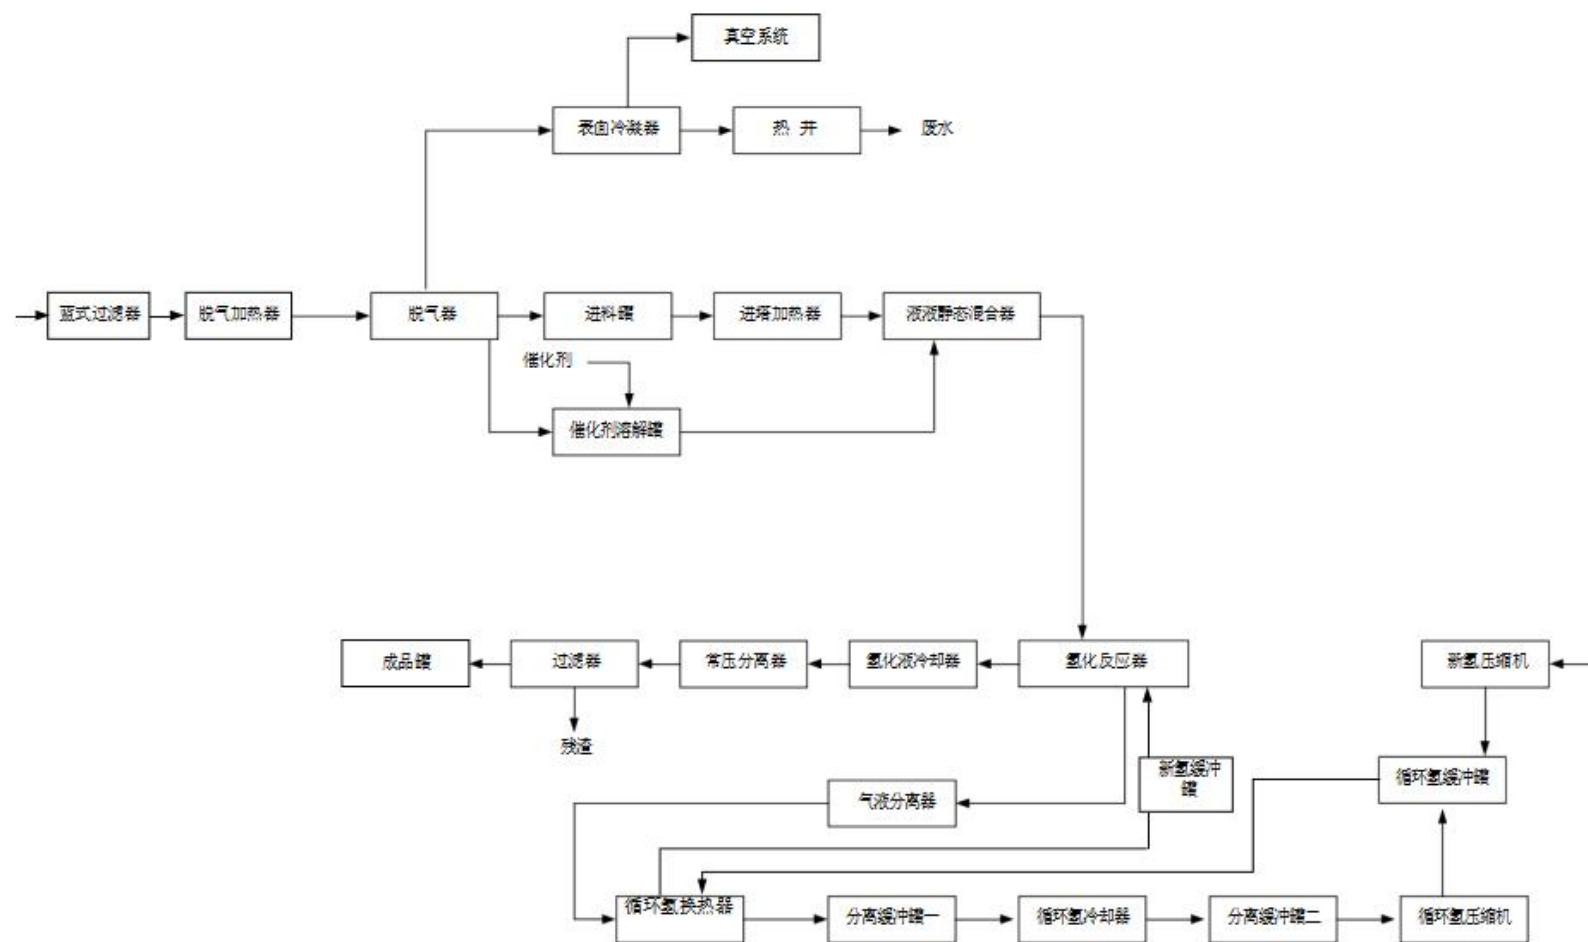 真空系统
表面冷凝器
热 井
废水
蓝式过滤器
脱气加热器
脱气器
进料罐
进塔加热器
液液静态混合器
催化剂
催化剂溶解罐
成品罐
过滤器
常压分离器
氢化液冷却器
氢化反应器
新氢压缩机
残渣
气液分离器
新氢缓冲
罐
循环氢缓冲罐
循环氢换热器
分离缓冲罐一
循环氢冷却器
分离缓冲罐二
循环氢压缩机